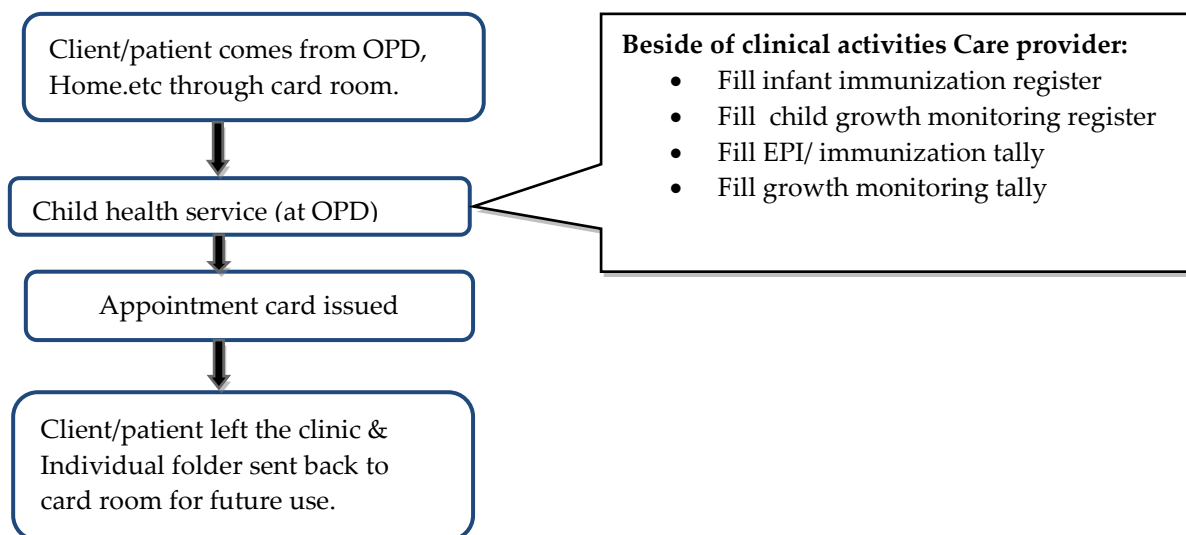 Client/patient comes from OPD,
Home.etc through card room.
Beside of clinical activities Care provider:
• Fill infant immunization register
• Fill child growth monitoring register
• Fill EPI/ immunization tally
• Fill growth monitoring tally
Child health service (at OPD)
Appointment card issued
Client/patient left the clinic &
Individual folder sent back to
card room for future use.